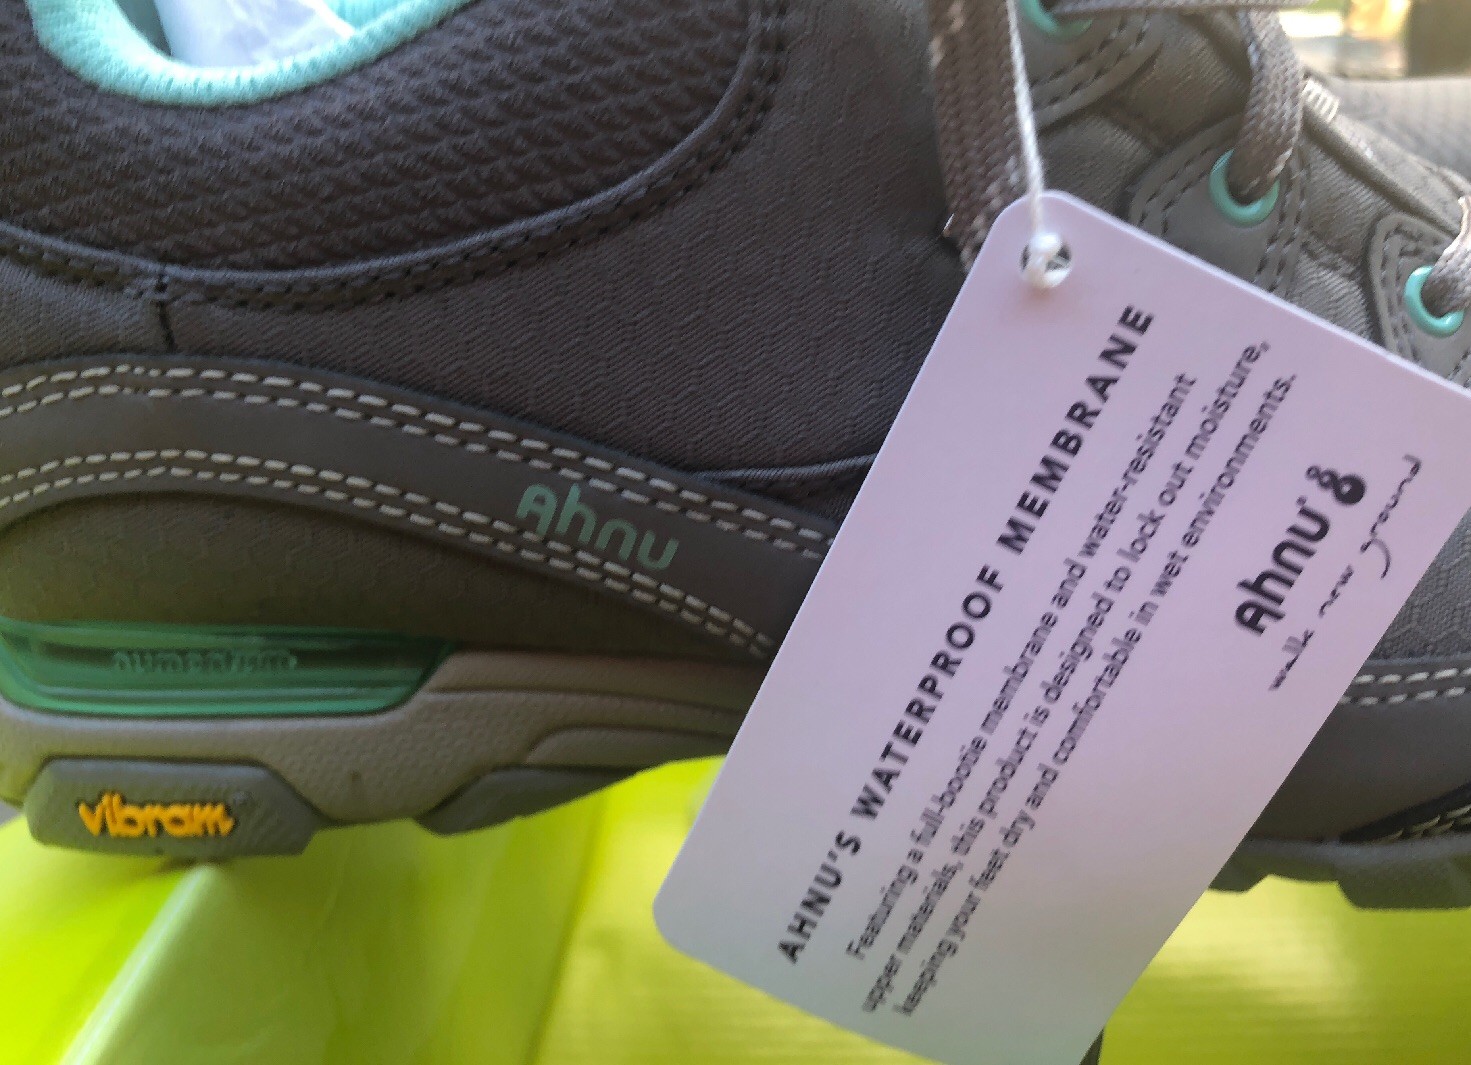 Ahnu
vibram
AHNU'S WATERPROOF MEMBRANE
Featuring a full-bootie membrane and water-resistant
upper materials, this product is designed to lock out moisture,
keeping your feet dry and comfortable in wet environments.
Ahnu
walk new ground